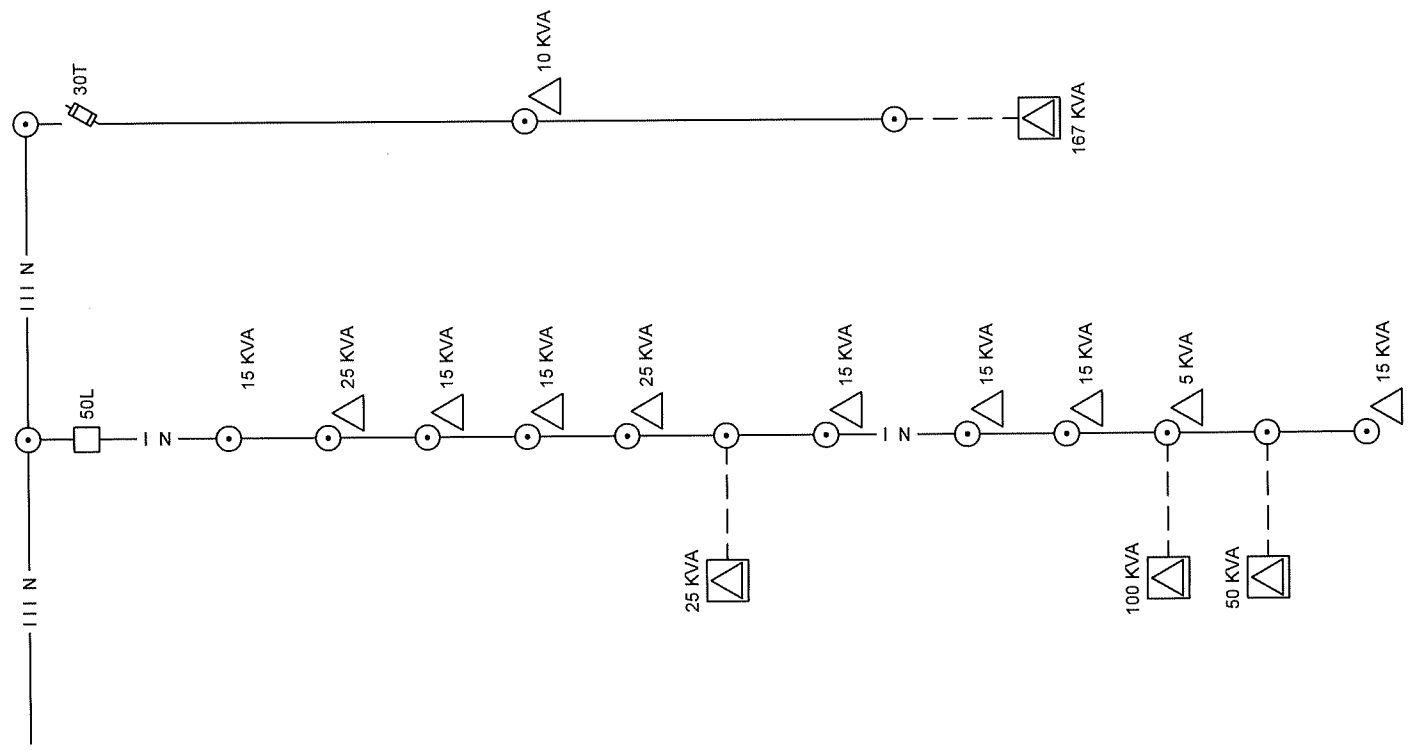 30T
10 KVA
167 KVA
III N
50L
I N
15 KVA
25 KVA
15 KVA
15 KVA
25 KVA
15 KVA
I N
15 KVA
15 KVA
5 KVA
15 KVA
25 KVA
100 KVA
50 KVA
III N